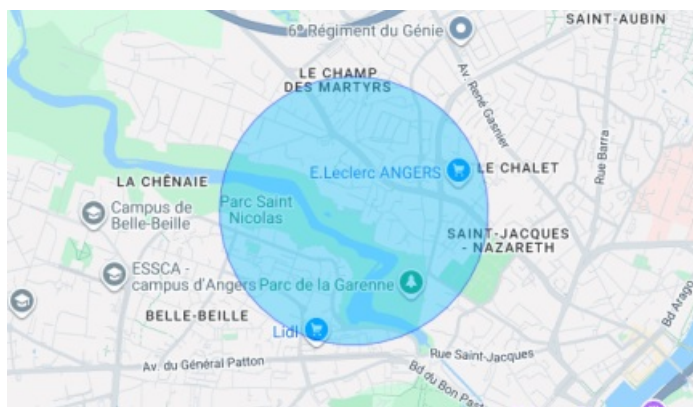 SAINT-AUBIN
6e Régiment du Génie
LE CHAMP
DES MARTYRS
Av. René Gasnier
Rue Barra
E.Leclerc ANGERS
LE CHALET
LA CHÊNAIE
Campus de
Belle-Beille
Parc Saint
Nicolas
SAINT-JACQUES
- NAZARETH
ESSCA -
campus d'Angers
Parc de la Garenne
BELLE-BEILLE
Lidl
Bd Arago
Av. du Général Patton
Rue Saint-Jacques
Bd du Bon Past